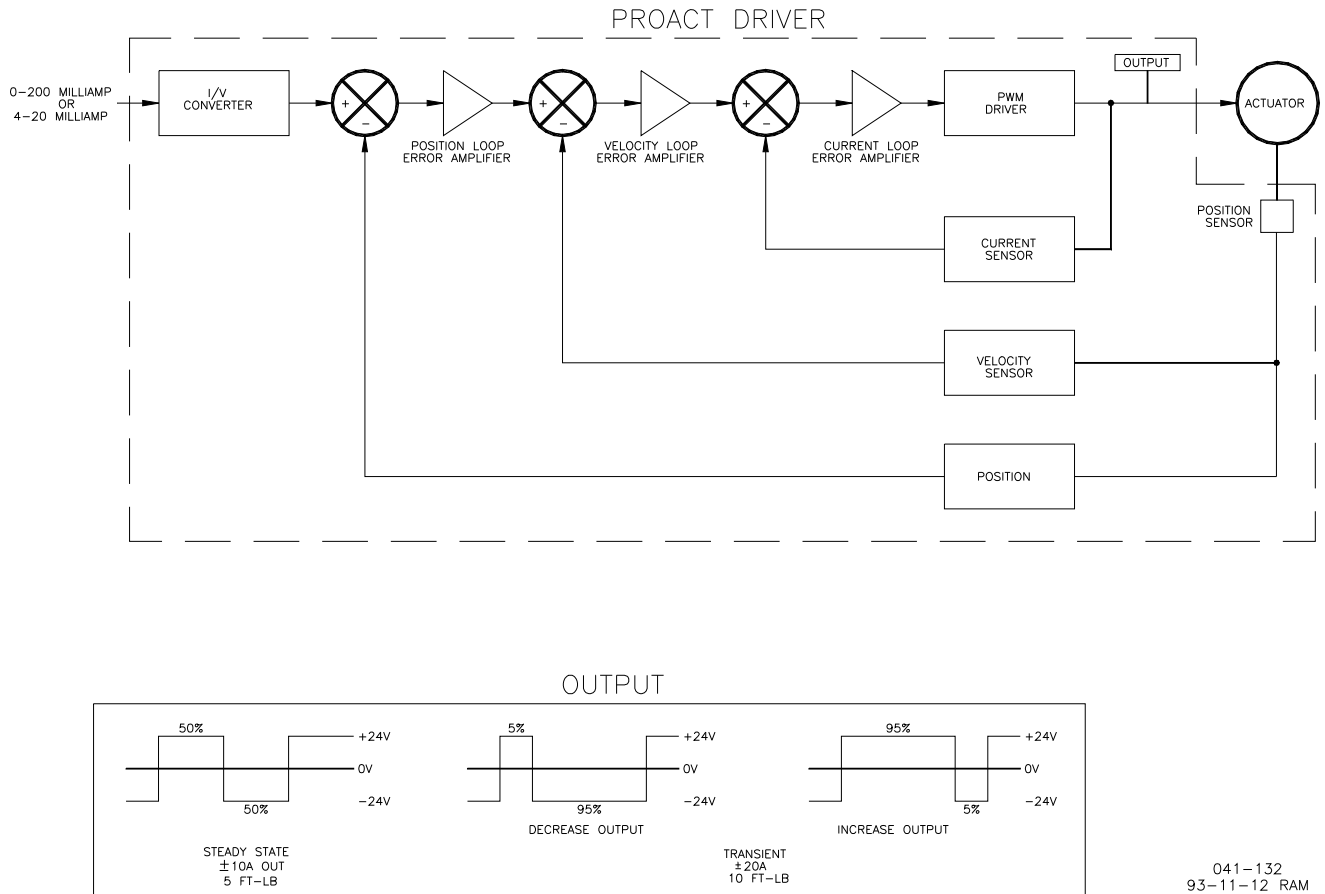 PROACT DRIVER
0-200 MILLIAMP
OR
4-20 MILLIAMP
I/V
CONVERTER
+
-
POSITION LOOP
ERROR AMPLIFIER
+
-
VELOCITY LOOP
ERROR AMPLIFIER
+
-
CURRENT LOOP
ERROR AMPLIFIER
PWM
DRIVER
OUTPUT
ACTUATOR
POSITION
SENSOR
CURRENT
SENSOR
VELOCITY
SENSOR
POSITION
OUTPUT
50%
+24V
0V
-24V
50%
STEADY STATE
±10A OUT
5 FT-LB
5%
+24V
0V
-24V
95%
DECREASE OUTPUT
TRANSIENT
±20A
10 FT-LB
95%
+24V
0V
-24V
5%
INCREASE OUTPUT
041-132
93-11-12 RAM